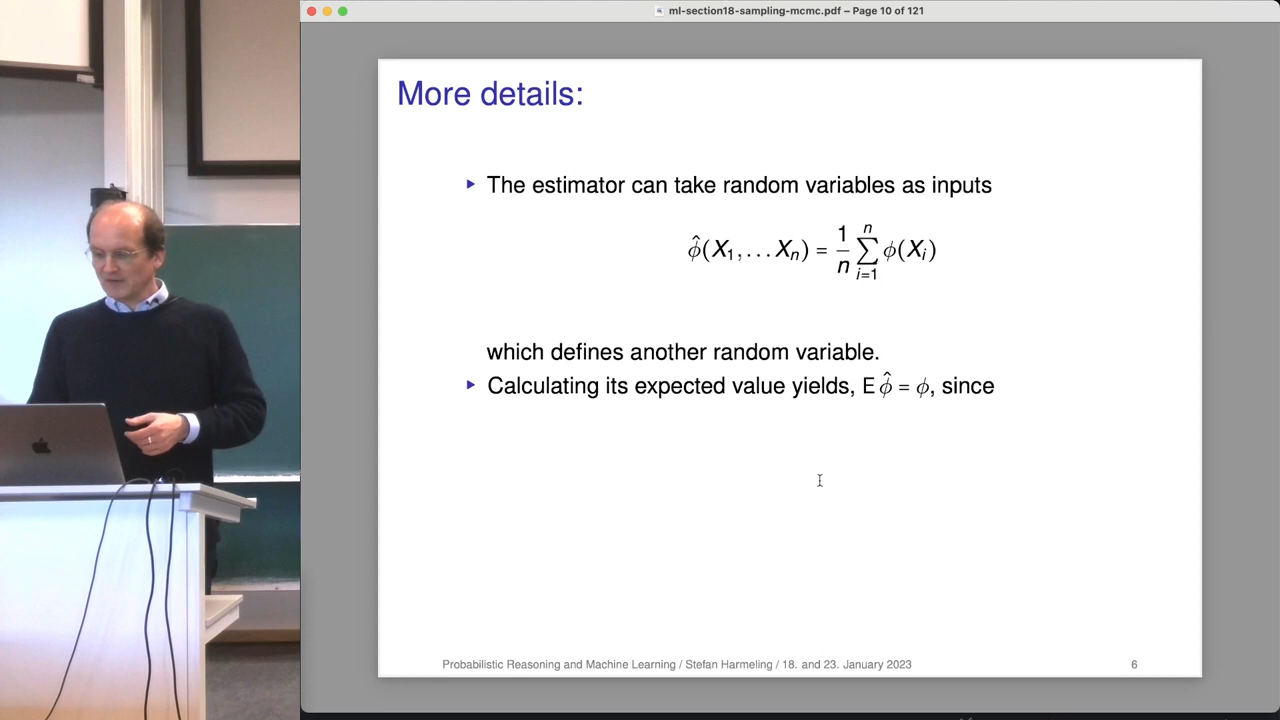 ml-section18-sampling-mcmc.pdf – Page 10 of 121
More details:
The estimator can take random variables as inputs
φ̂(X₁, . . . Xₙ) = 1/n ∑ⁿᵢ₌₁ ϕ(Xᵢ)
which defines another random variable.
Calculating its expected value yields, E ϕ̂ = ϕ, since
Probabilistic Reasoning and Machine Learning / Stefan Harmeling / 18. and 23. January 2023
6